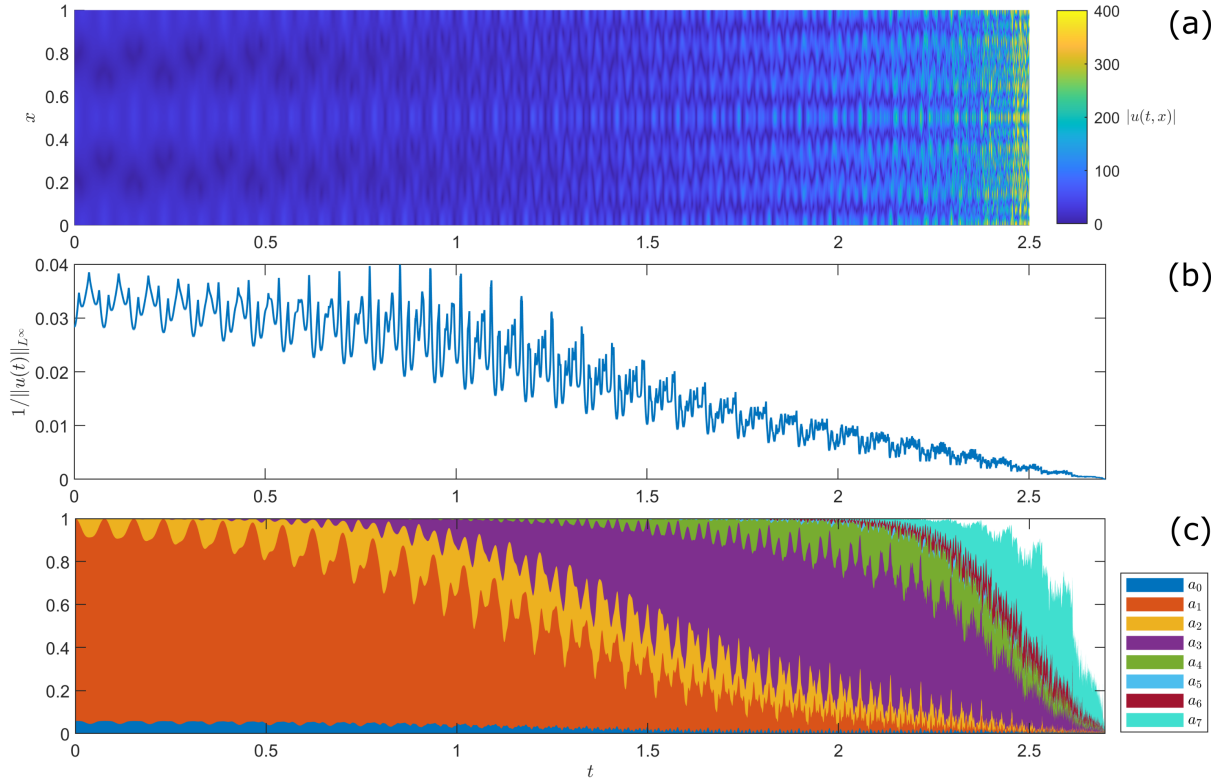 (a)
1
0.8
0.6
0.4
0.2
0
x
0 0.5 1 1.5 2 2.5
400
300
200
100
0
|u(t, x)|
(b)
0.04
0.03
0.02
0.01
0
1/‖u(t)‖_{L^∞}
0 0.5 1 1.5 2 2.5
(c)
1
0.8
0.6
0.4
0.2
0
0 0.5 1 1.5 2 2.5
t
a₀
a₁
a₂
a₃
a₄
a₅
a₆
a₇